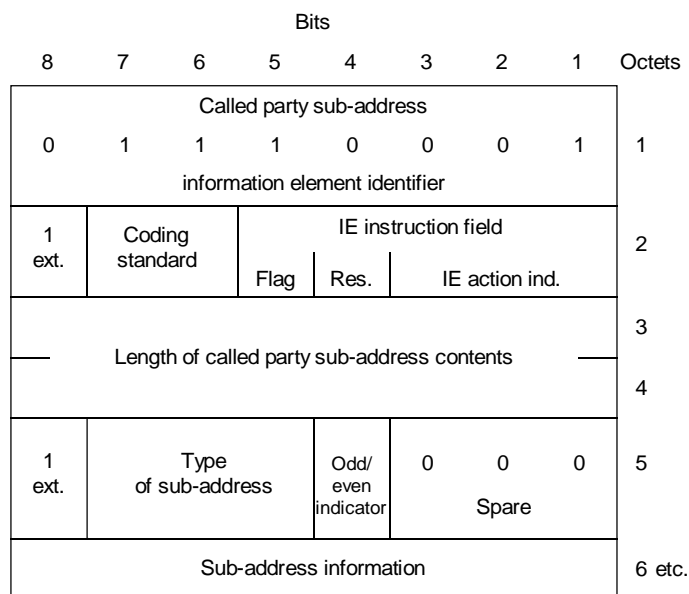 Bits
8 7 6 5 4 3 2 1 Octets
Called party sub-address
0 1 1 1 0 0 0 1 1
information element identifier
1 ext.
Coding standard
IE instruction field
2
Flag Res. IE action ind.
3
Length of called party sub-address contents
4
1 ext.
Type of sub-address
Odd/ even indicator
0 0 0 5
Spare
Sub-address information 6 etc.